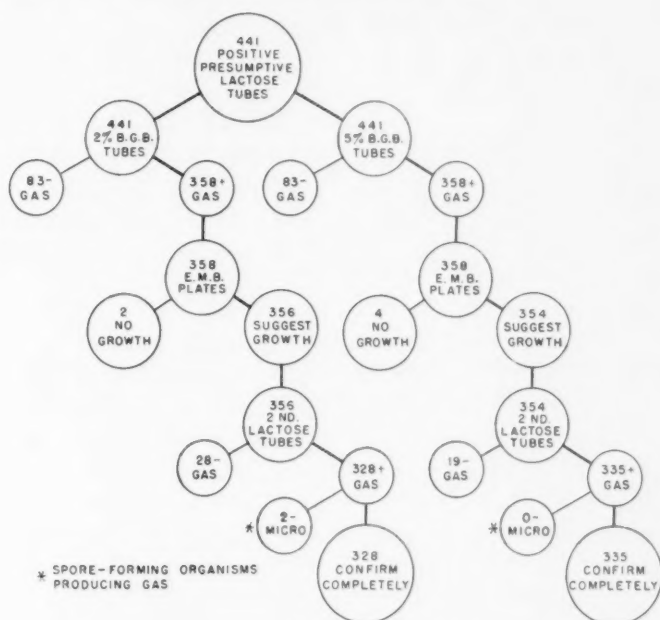 441
POSITIVE
PRESUMPTIVE
LACTOSE
TUBES
441
2% B.G.B.
TUBES
441
5% B.G.B.
TUBES
83-
GAS
358+
GAS
83-
GAS
358+
GAS
358
E.M.B.
PLATES
358
E.M.B.
PLATES
2
NO
GROWTH
356
SUGGEST
GROWTH
4
NO
GROWTH
354
SUGGEST
GROWTH
356
2 ND.
LACTOSE
TUBES
354
2 ND.
LACTOSE
TUBES
28-
GAS
328+
GAS
19-
GAS
335+
GAS
* 2-
MICRO
* 0-
MICRO
328
CONFIRM
COMPLETELY
335
CONFIRM
COMPLETELY
* SPORE-FORMING ORGANISMS
PRODUCING GAS